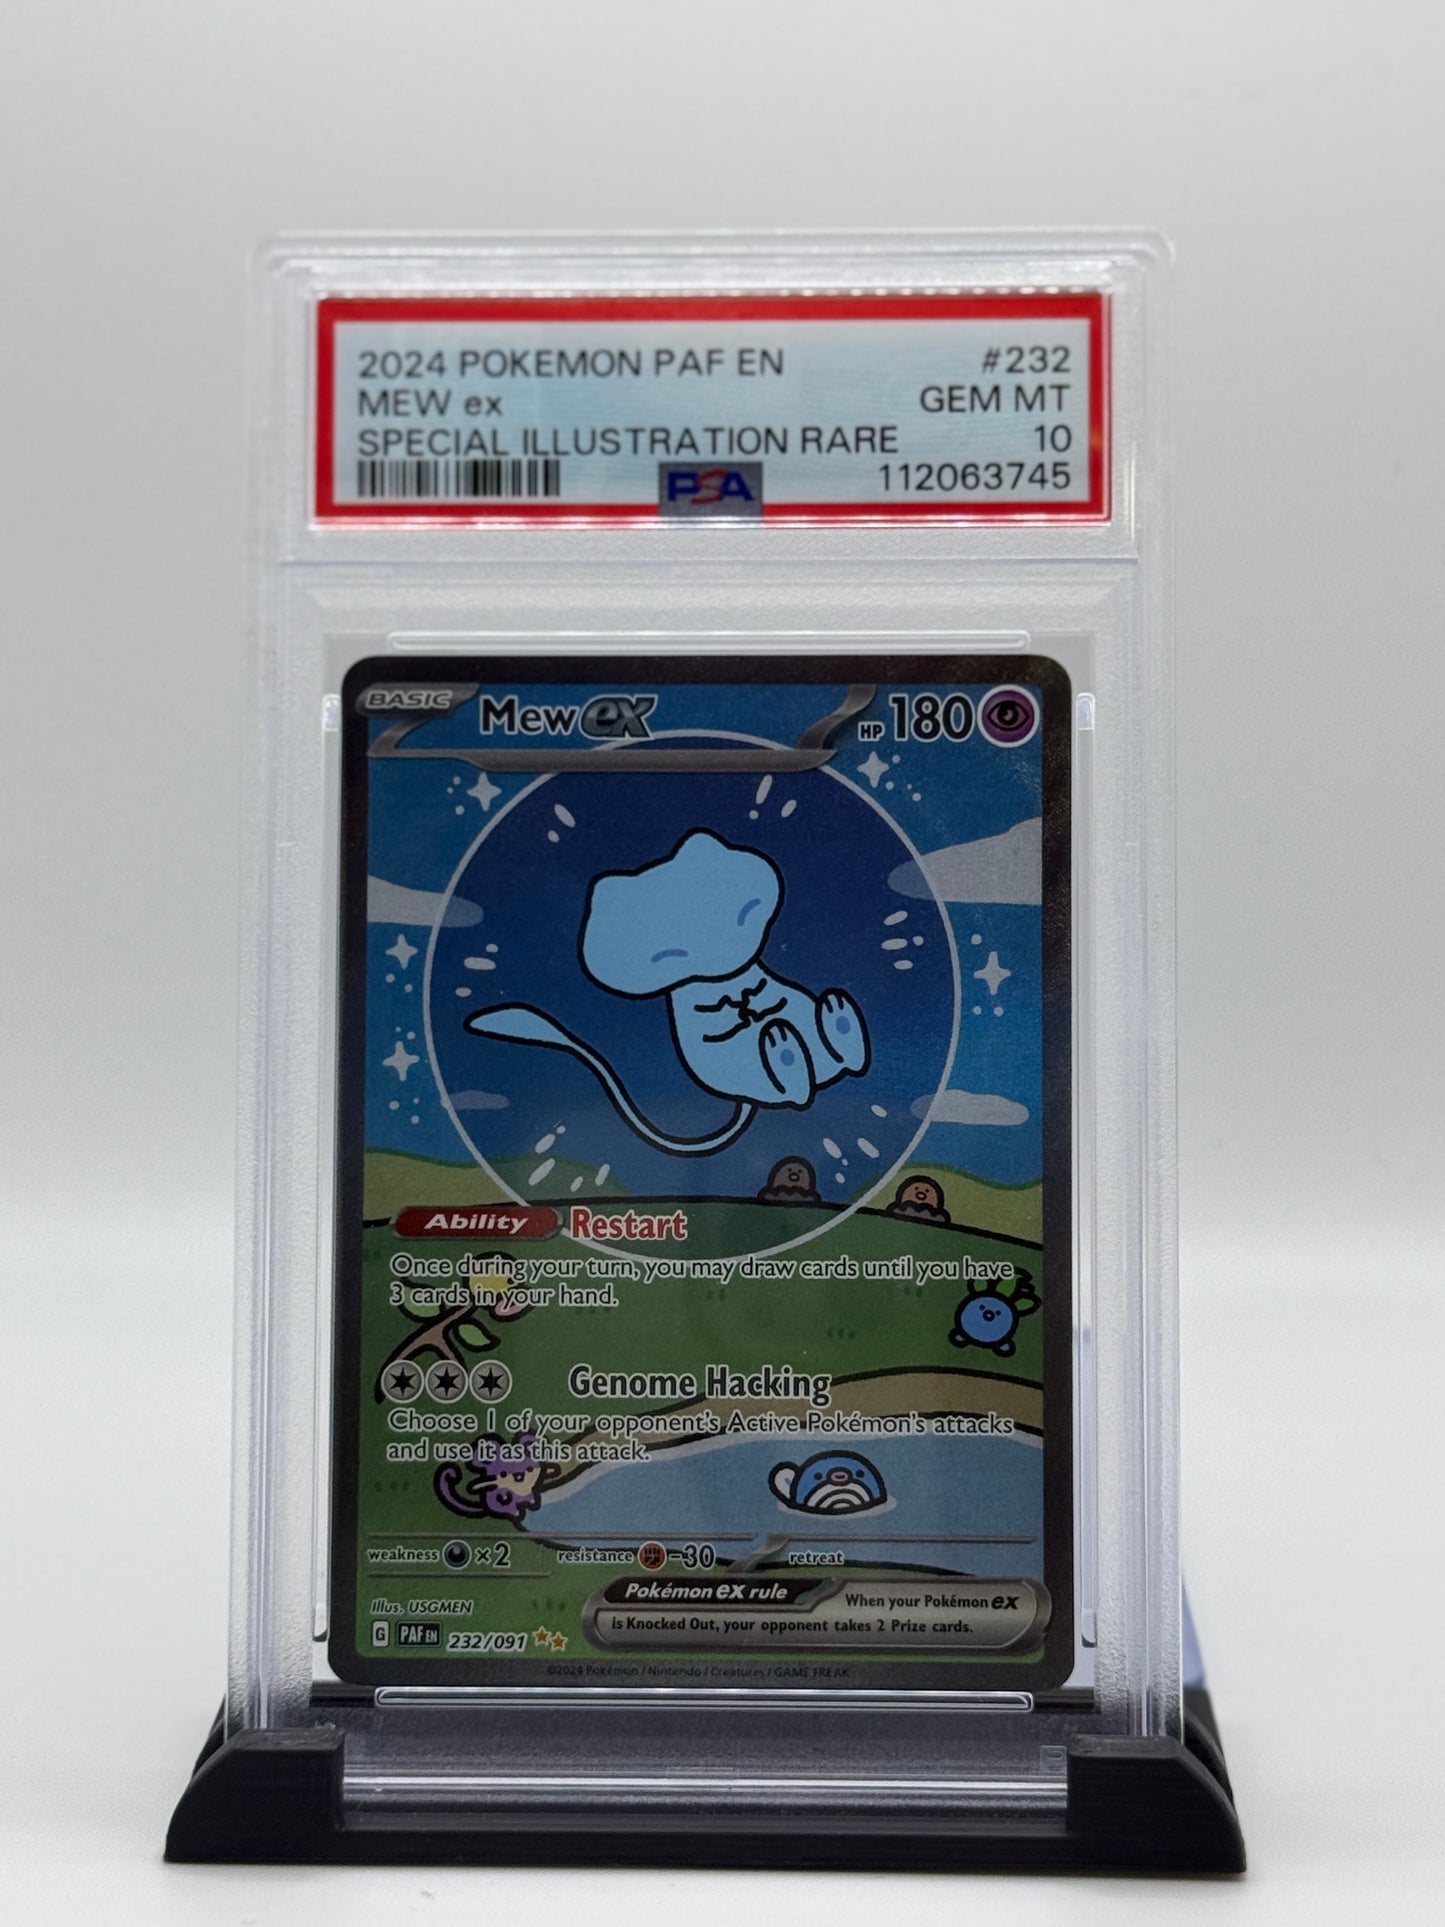 2024 POKEMON PAF EN #232
MEW ex GEM MT
SPECIAL ILLUSTRATION RARE 10
PSA 112063745
BASIC Mew ex HP 180
Ability Restart
Once during your turn, you may draw cards until you have
3 cards in your hand.
Genome Hacking
Choose 1 of your opponent's Active Pokémon's attacks
and use it as this attack.
weakness ×2 resistance -30 retreat
Pokémon ex rule When your Pokémon ex
is Knocked Out, your opponent takes 2 Prize cards.
Illus. USGMEN
G PAF EN 232/091
©2024 Pokémon / Nintendo / Creatures / GAME FREAK